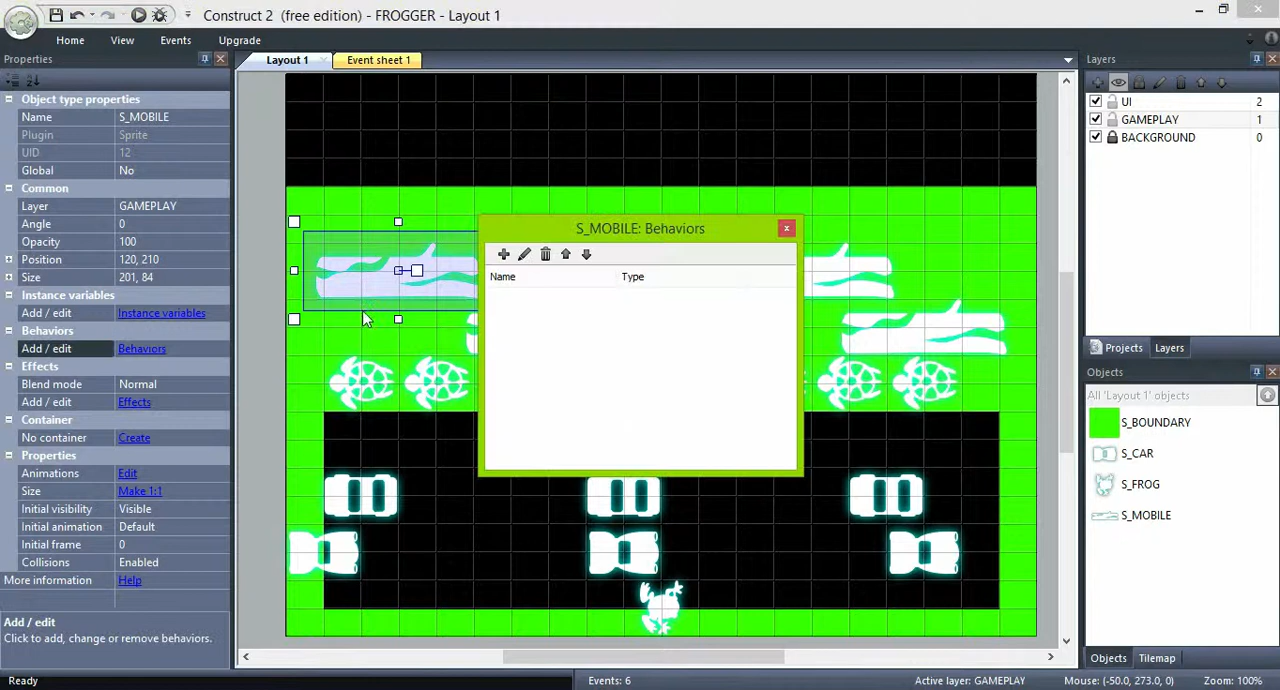 Construct 2 (free edition) - FROGGER - Layout 1
Home View Events Upgrade
Properties
Object type properties
Name S_MOBILE
Plugin Sprite
UID 12
Global No
Common
Layer GAMEPLAY
Angle 0
Opacity 100
Position 120, 210
Size 201, 84
Instance variables
Add / edit Instance variables
Behaviors
Add / edit Behaviors
Effects
Blend mode Normal
Add / edit Effects
Container
No container Create
Properties
Animations Edit
Size Make 1:1
Initial visibility Visible
Initial animation Default
Initial frame 0
Collisions Enabled
More information Help
Add / edit
Click to add, change or remove behaviors.
Layout 1 Event sheet 1
S_MOBILE: Behaviors
Name Type
Layers
UI 2
GAMEPLAY 1
BACKGROUND 0
Projects Layers
Objects
All 'Layout 1' objects
S_BOUNDARY
S_CAR
S_FROG
S_MOBILE
Objects Tilemap
Ready Events: 6 Active layer: GAMEPLAY Mouse: (-50.0, 273.0, 0) Zoom: 100%